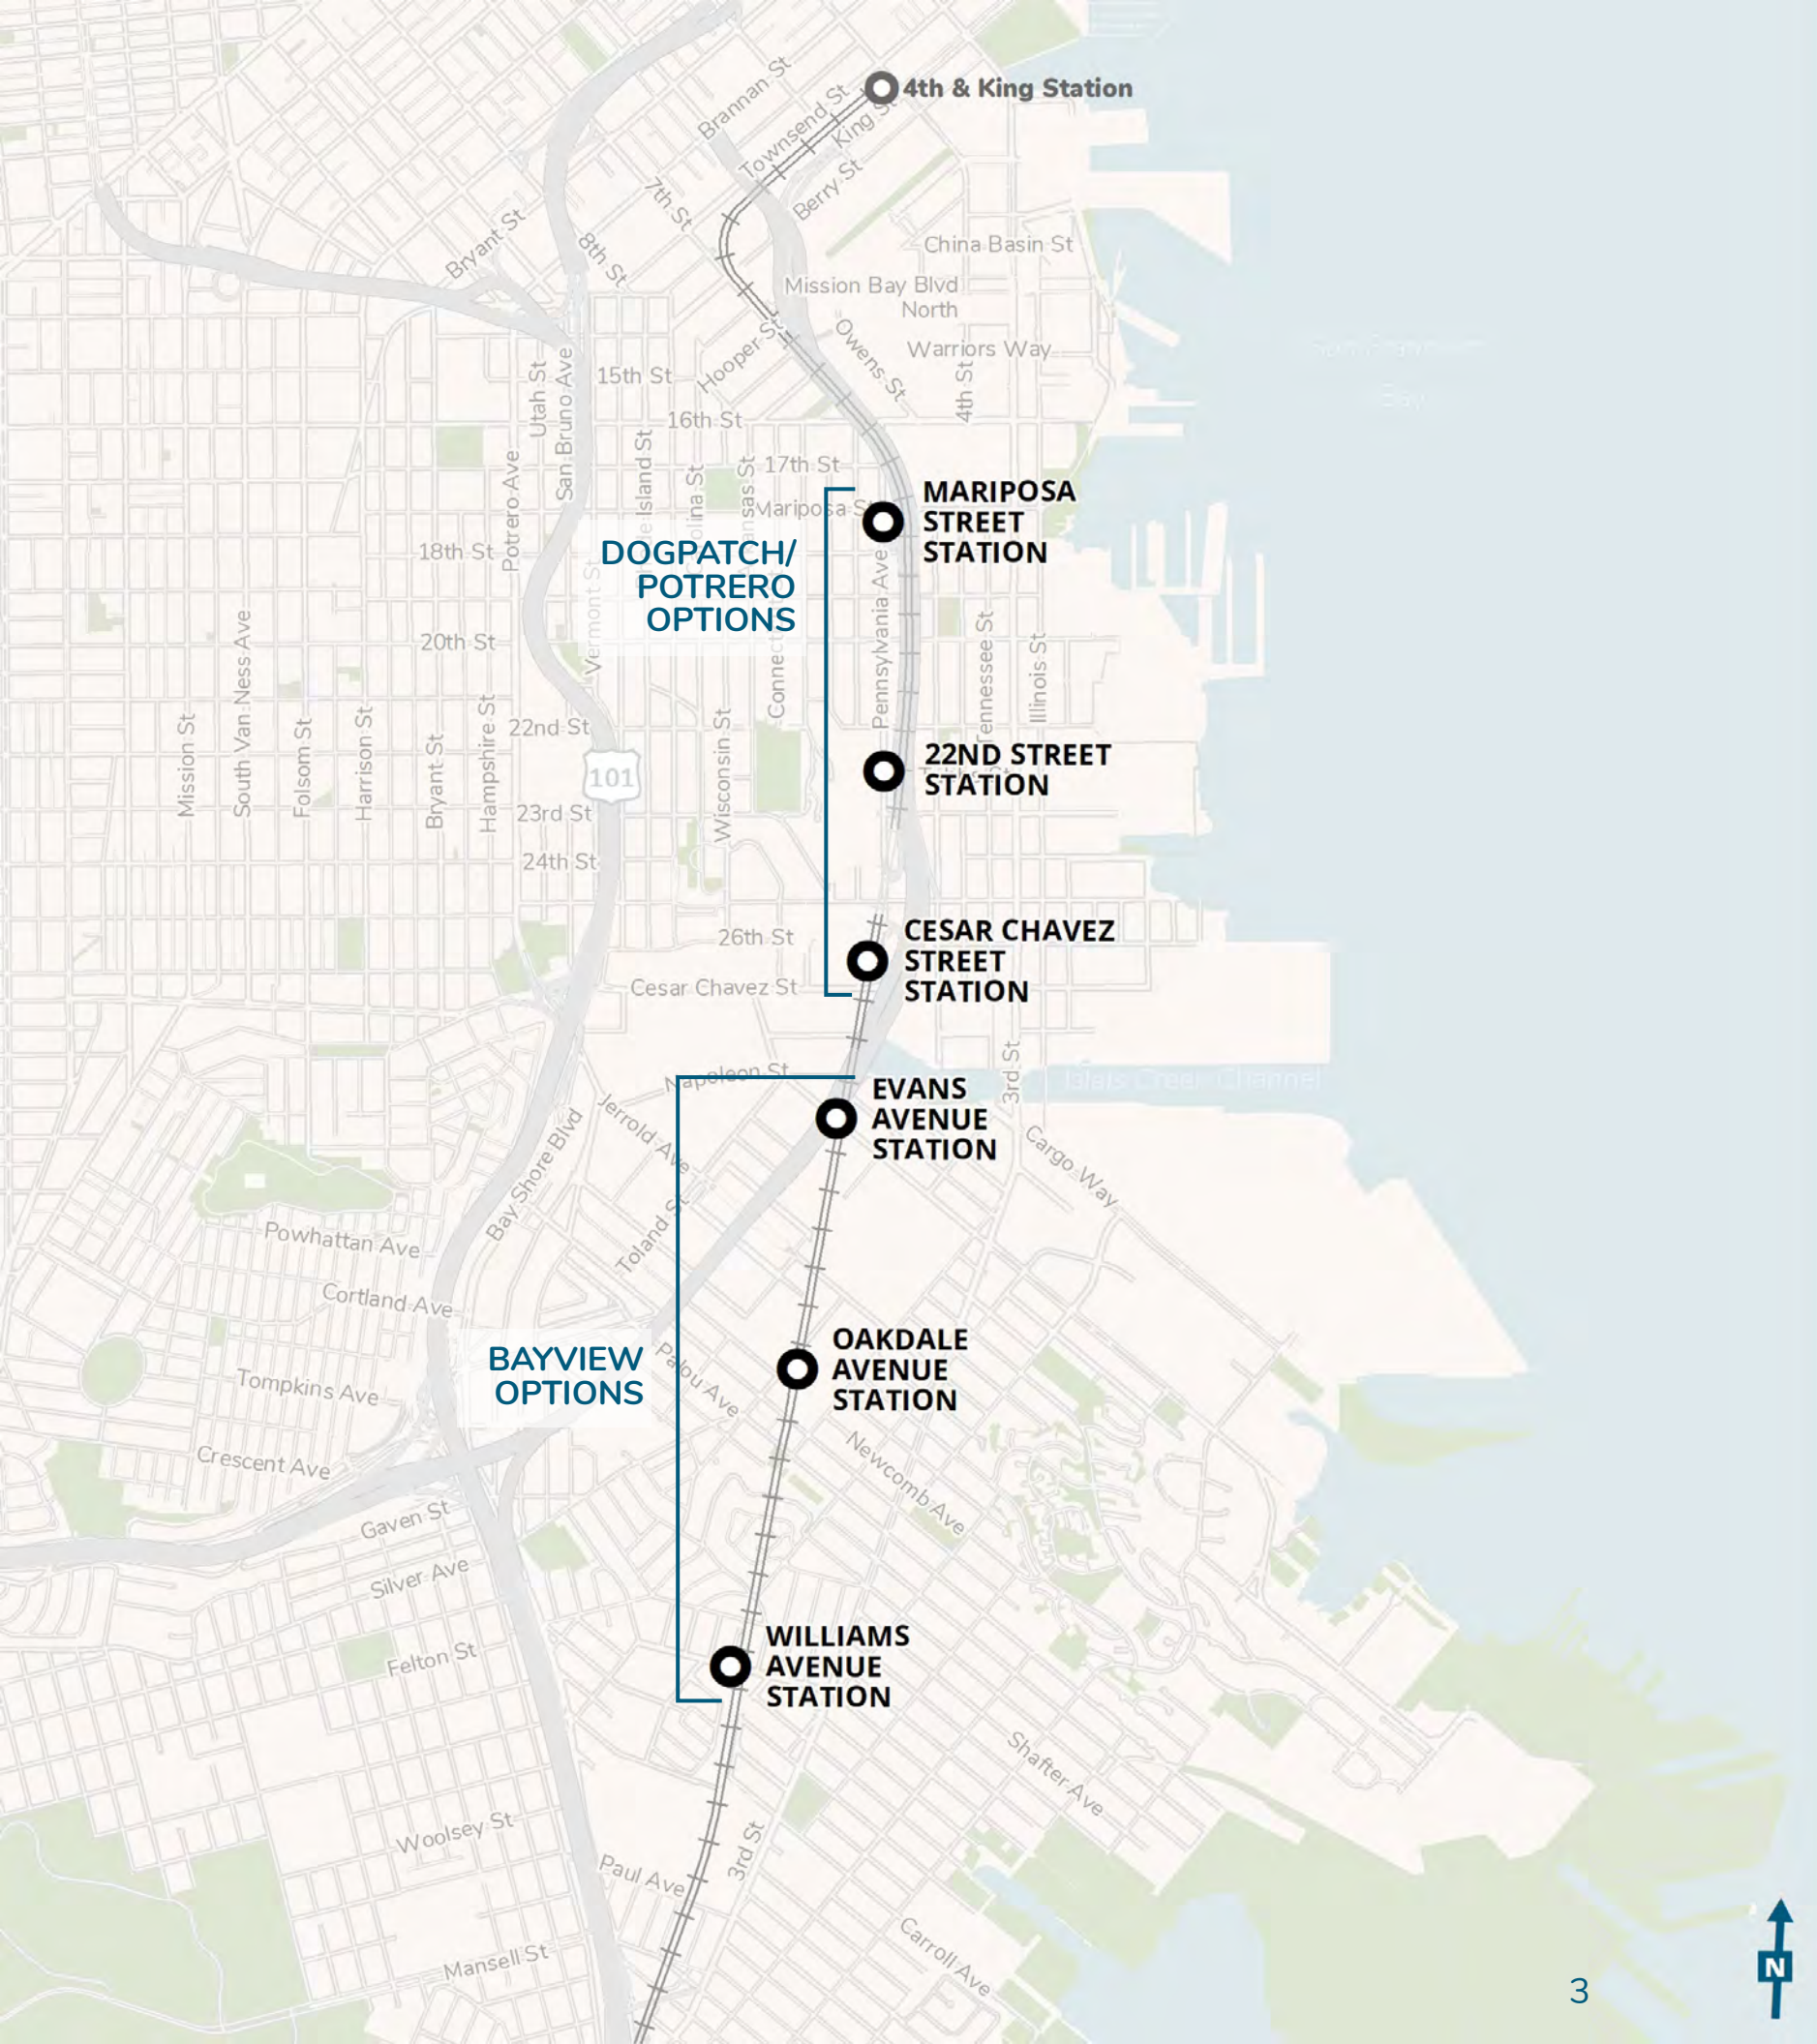 4th & King Station
Brannan St
Townsend St
King St
Berry St
7th St
Bryant St
8th St
China Basin St
Mission Bay Blvd
North
Owens St
Warriors Way
Hooper St
15th St
4th St
Utah St
San Bruno Ave
16th St
17th St
Potrero Ave
Island St
Mariposa St
MARIPOSA
STREET
STATION
DOGPATCH/
POTRERO
OPTIONS
18th St
Vermont St
Pennsylvania Ave
20th St
Tennessee St
Illinois St
Mission St
South Van Ness Ave
Folsom St
Harrison St
Bryant St
Hampshire St
22nd St
Wisconsin St
101
22ND STREET
STATION
23rd St
24th St
26th St
CESAR CHAVEZ
STREET
STATION
Cesar Chavez St
Napoleon St
3rd St
Islais Creek Channel
EVANS
AVENUE
STATION
Jerrold Ave
Cargo Way
Bay Shore Blvd
Toland St
Powhattan Ave
Cortland Ave
OAKDALE
AVENUE
STATION
BAYVIEW
OPTIONS
Palou Ave
Tompkins Ave
Crescent Ave
Newcomb Ave
Gaven St
Silver Ave
Felton St
WILLIAMS
AVENUE
STATION
Shafter Ave
Woolsey St
3rd St
Paul Ave
Carroll Ave
Mansell St
N
3